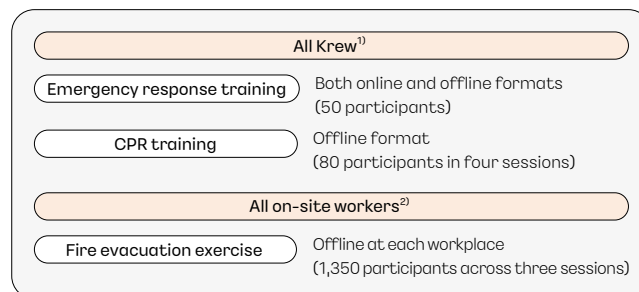 All Krew1)
Emergency response training
Both online and offline formats
(50 participants)
CPR training
Offline format
(80 participants in four sessions)
All on-site workers2)
Fire evacuation exercise
Offline at each workplace
(1,350 participants across three sessions)